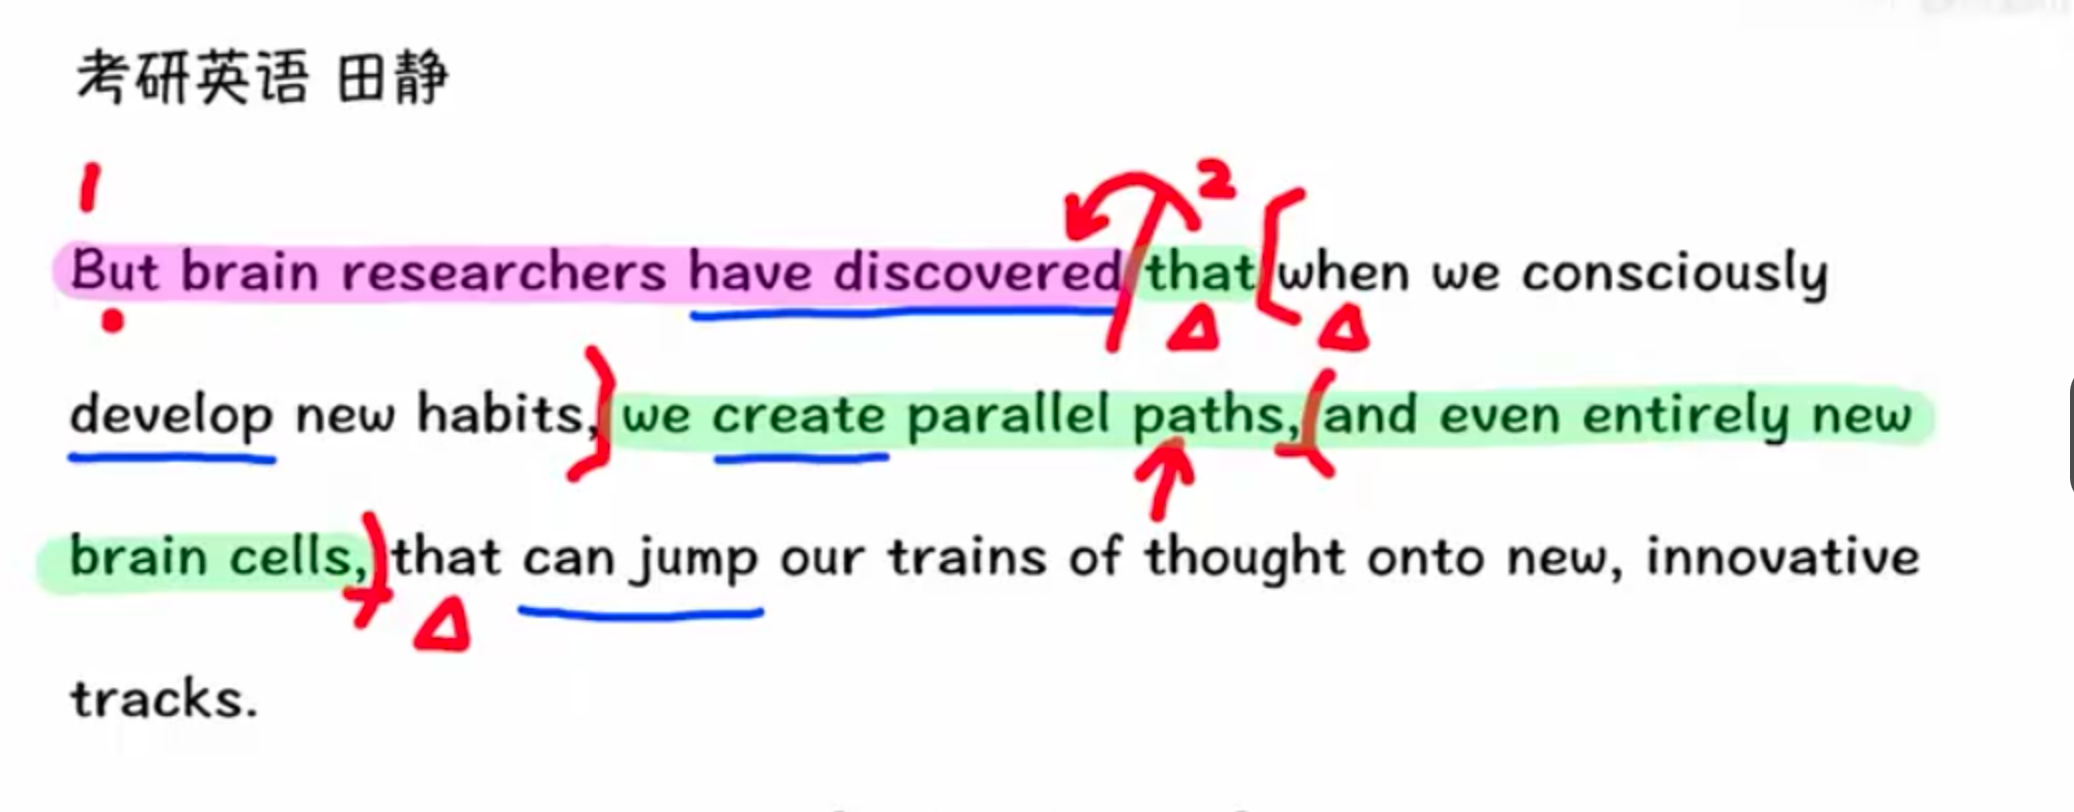 考研英语 田静
1
2
But brain researchers have discovered that when we consciously
develop new habits, we create parallel paths, and even entirely new
brain cells, that can jump our trains of thought onto new, innovative
tracks.